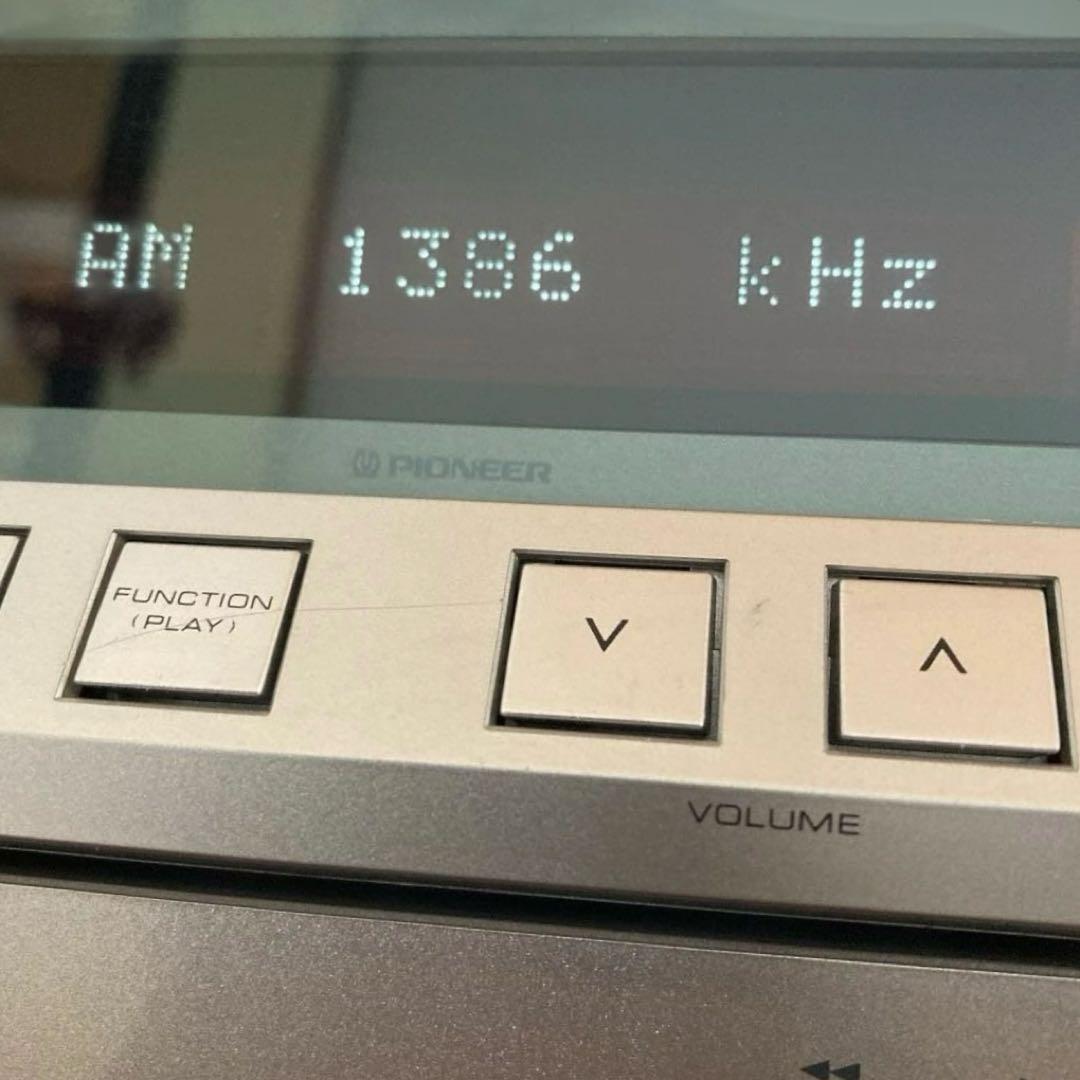 AM 1386 kHz
PIONEER
FUNCTION
(PLAY)
VOLUME